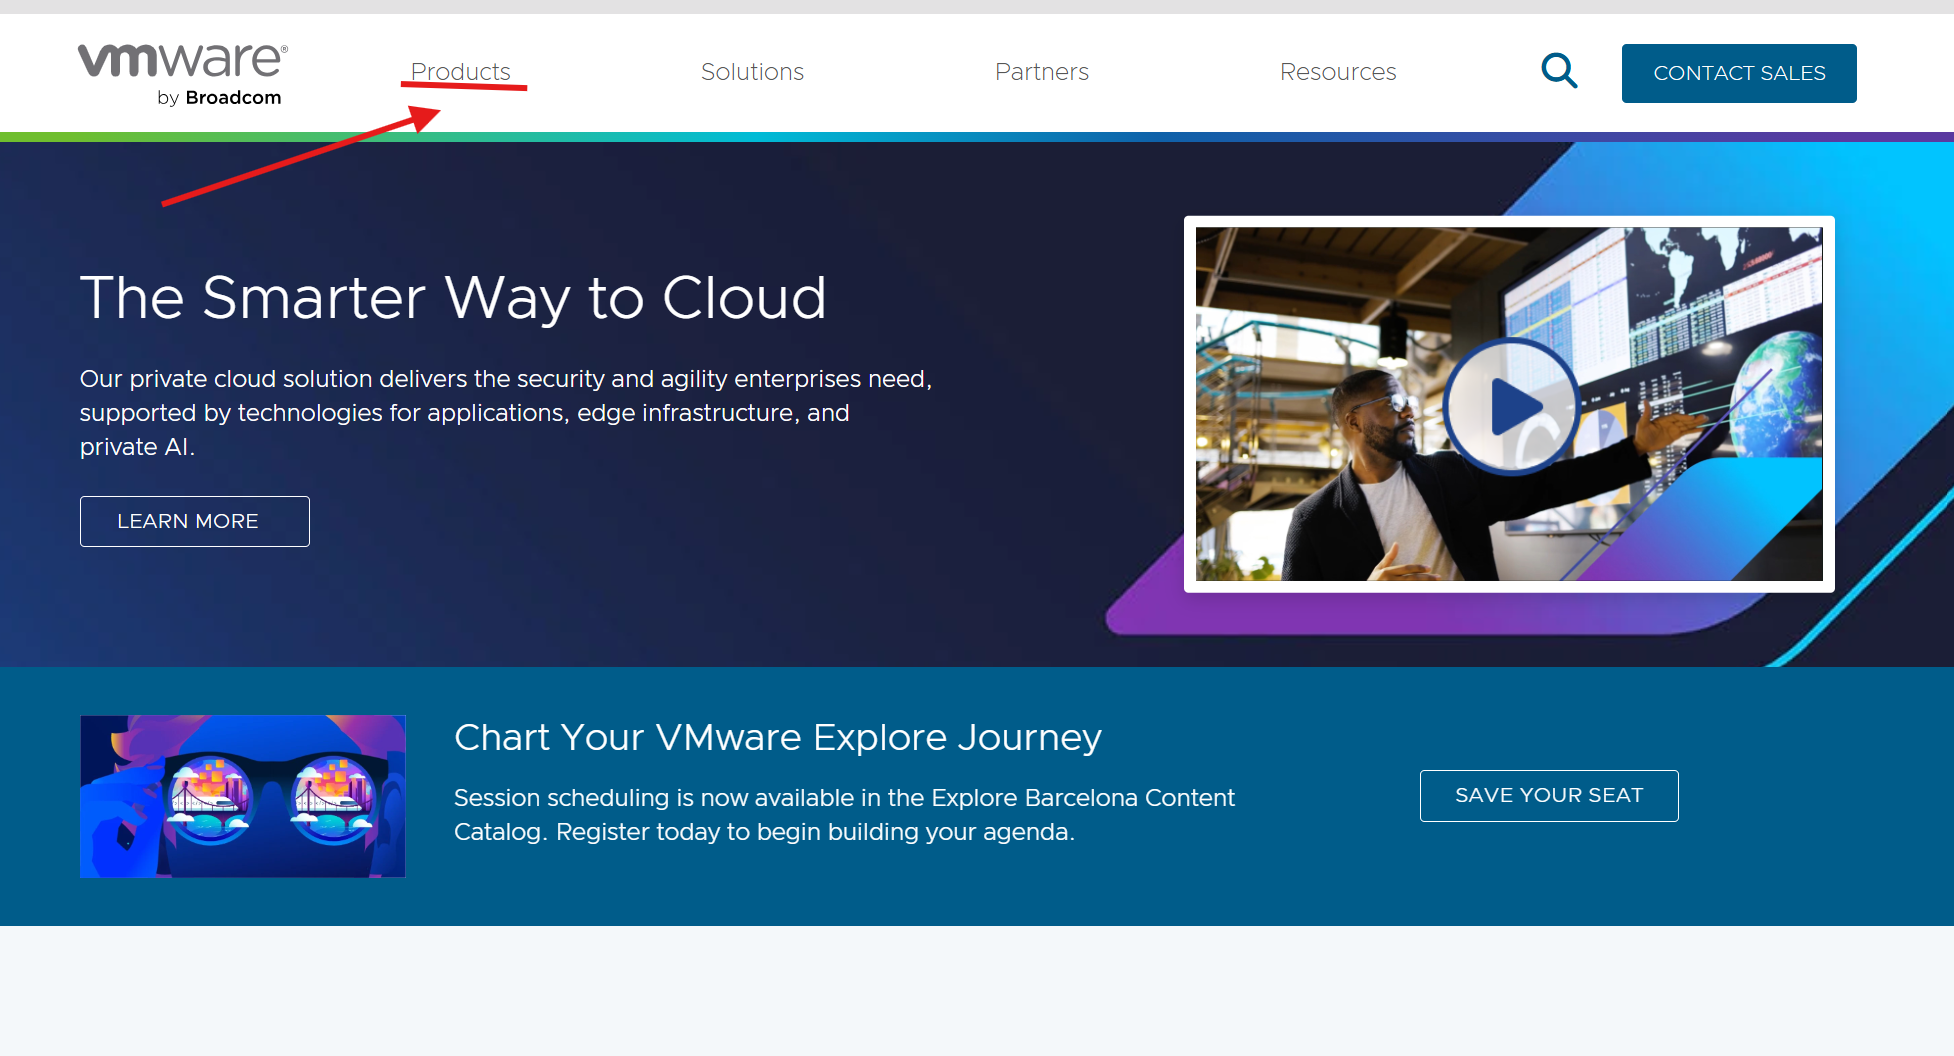 vmware®
by Broadcom
Products
Solutions
Partners
Resources
CONTACT SALES
The Smarter Way to Cloud
Our private cloud solution delivers the security and agility enterprises need,
supported by technologies for applications, edge infrastructure, and
private AI.
LEARN MORE
Chart Your VMware Explore Journey
Session scheduling is now available in the Explore Barcelona Content
Catalog. Register today to begin building your agenda.
SAVE YOUR SEAT